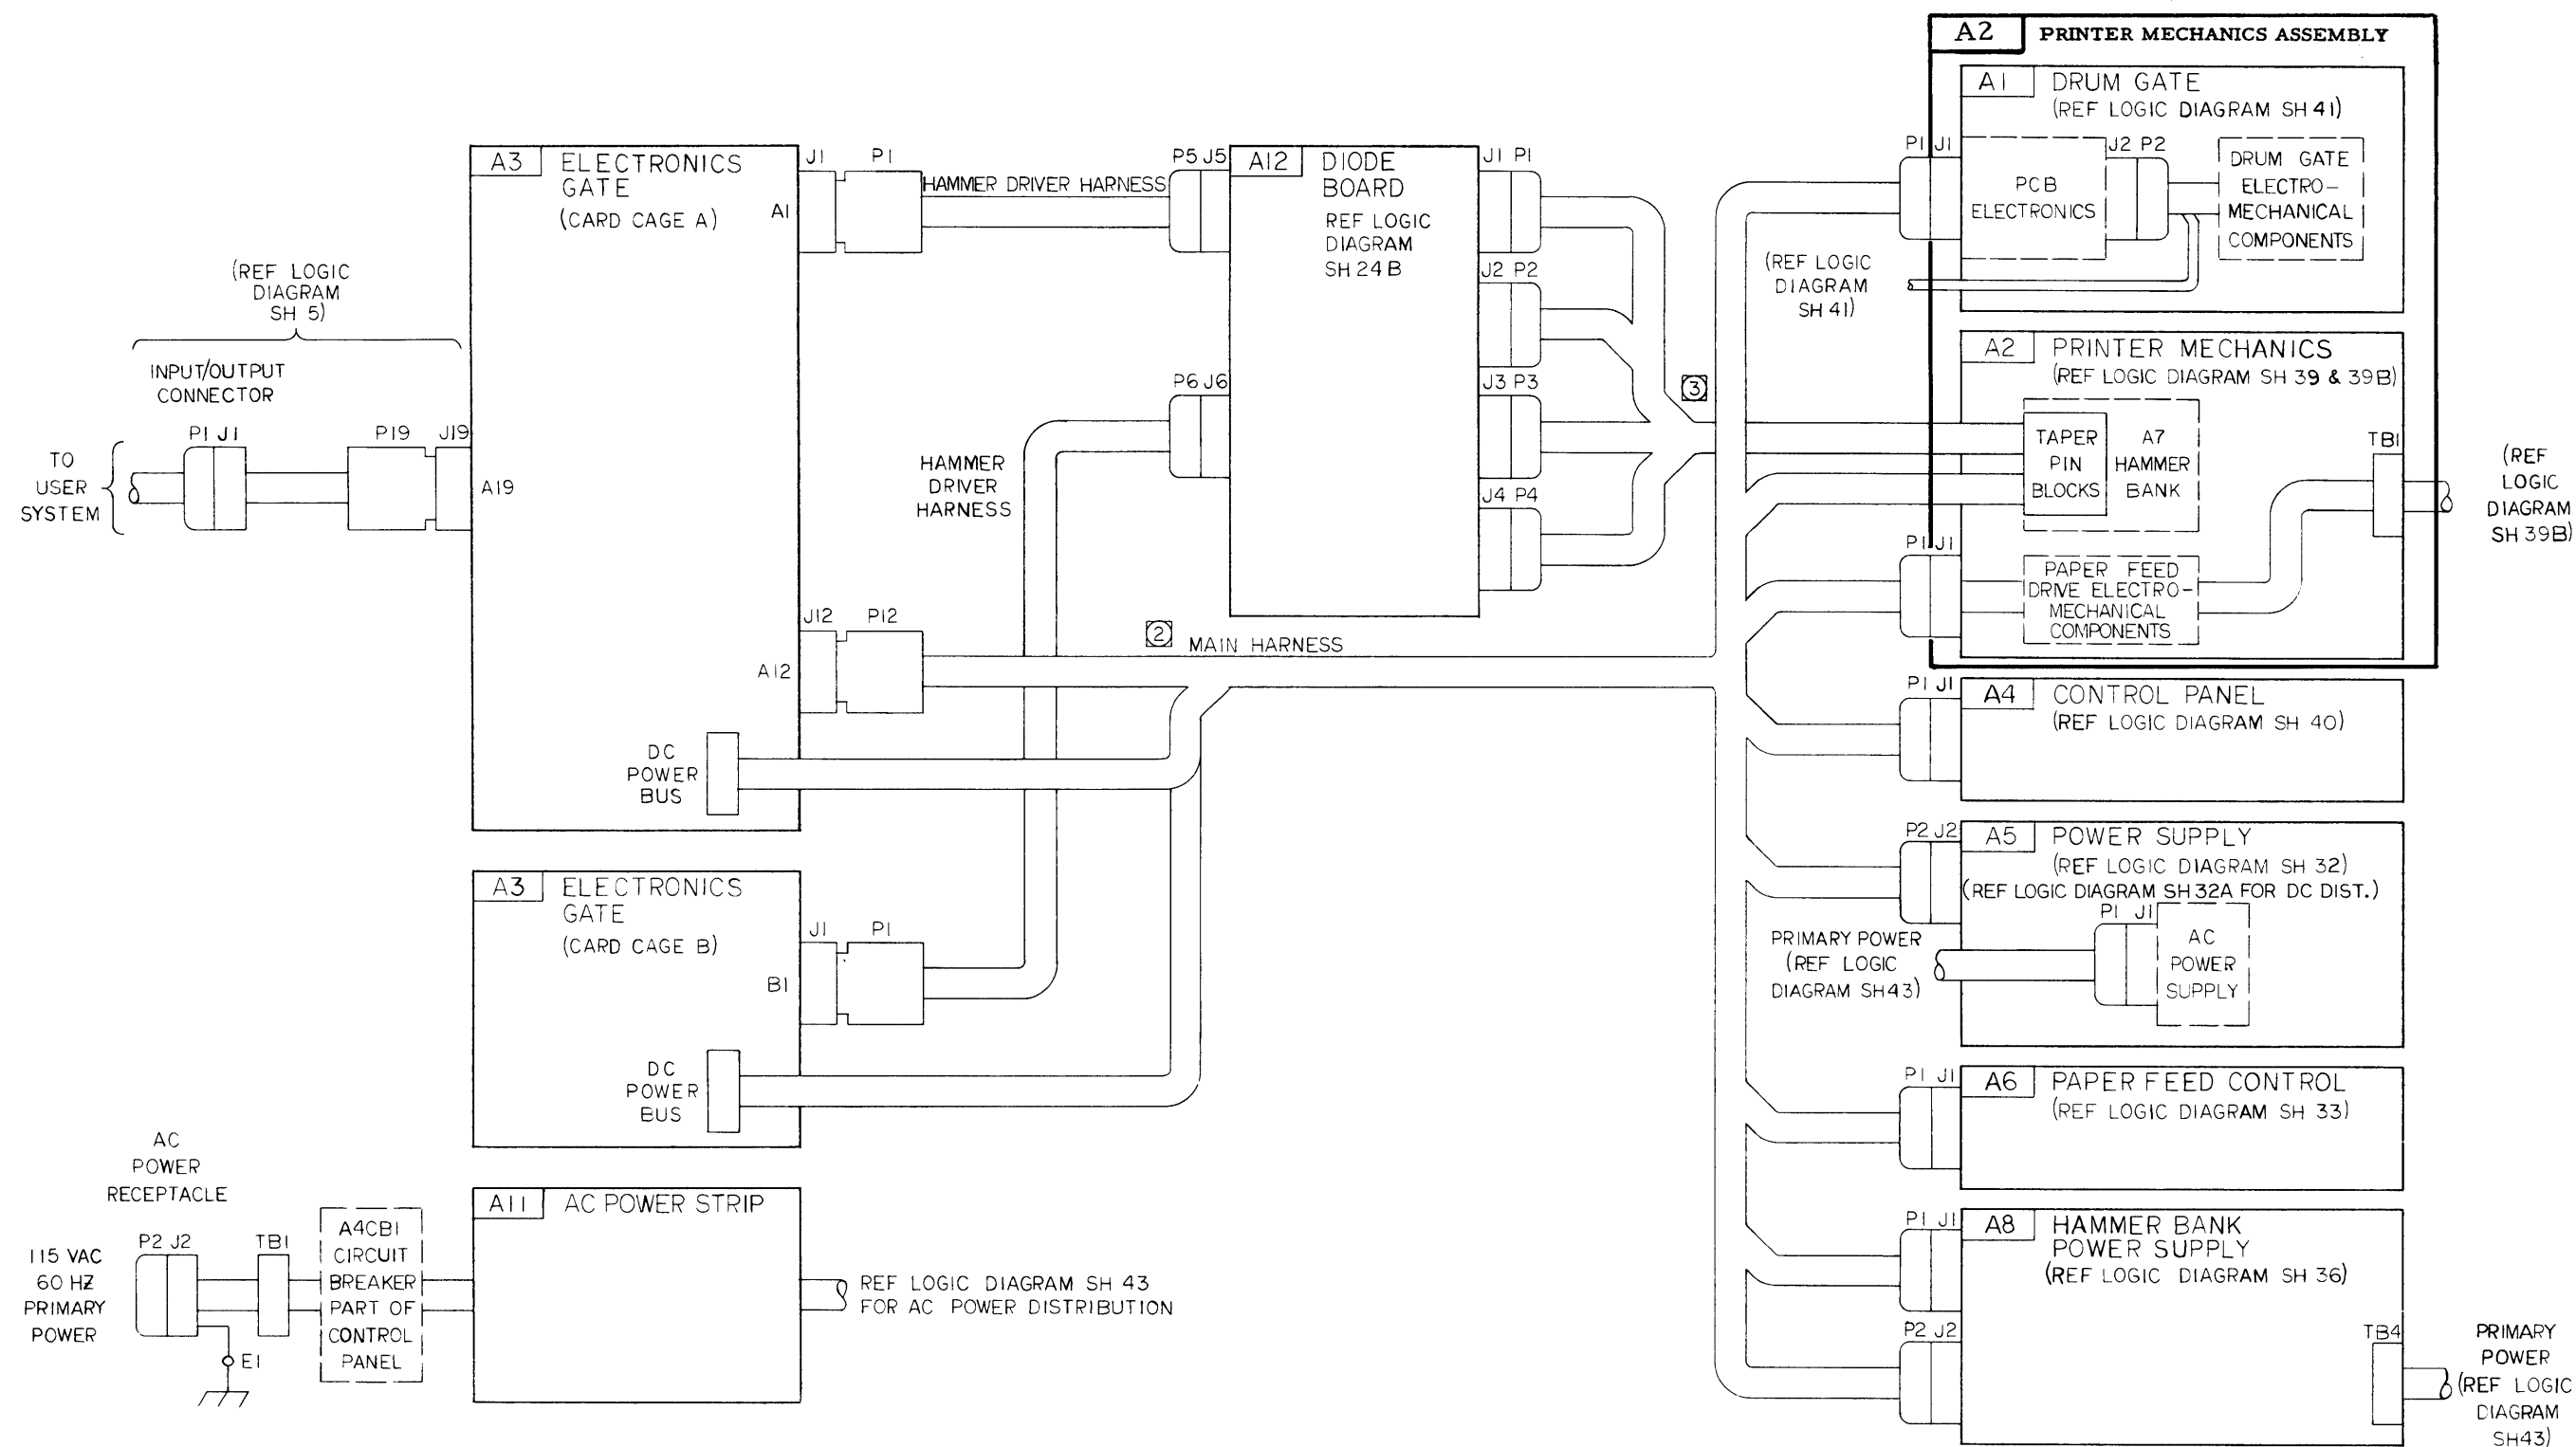 A2 PRINTER MECHANICS ASSEMBLY
A1 DRUM GATE
(REF LOGIC DIAGRAM SH 41)
P1 J1
PCB
ELECTRONICS
J2 P2
DRUM GATE
ELECTRO-
MECHANICAL
COMPONENTS
(REF LOGIC
DIAGRAM
SH 41)
A2 PRINTER MECHANICS
(REF LOGIC DIAGRAM SH 39 & 39B)
TAPER
PIN
BLOCKS
A7
HAMMER
BANK
TB1
(REF
LOGIC
DIAGRAM
SH 39B)
P1 J1
PAPER FEED
DRIVE ELECTRO-
MECHANICAL
COMPONENTS
A3 ELECTRONICS
GATE
(CARD CAGE A)
A1
J1 P1
HAMMER DRIVER HARNESS
P5 J5
A12 DIODE
BOARD
REF LOGIC
DIAGRAM
SH 24B
J1 P1
J2 P2
J3 P3
J4 P4
3
P6 J6
HAMMER
DRIVER
HARNESS
(REF LOGIC
DIAGRAM
SH 5)
INPUT/OUTPUT
CONNECTOR
P1 J1
P19 J19
TO
USER
SYSTEM
A19
J12 P12
A12
2 MAIN HARNESS
DC
POWER
BUS
P1 J1
A4 CONTROL PANEL
(REF LOGIC DIAGRAM SH 40)
P2 J2
A5 POWER SUPPLY
(REF LOGIC DIAGRAM SH 32)
(REF LOGIC DIAGRAM SH 32A FOR DC DIST.)
P1 J1
AC
POWER
SUPPLY
PRIMARY POWER
(REF LOGIC
DIAGRAM SH43)
A3 ELECTRONICS
GATE
(CARD CAGE B)
J1 P1
B1
DC
POWER
BUS
P1 J1
A6 PAPER FEED CONTROL
(REF LOGIC DIAGRAM SH 33)
AC
POWER
RECEPTACLE
115 VAC
60 HZ
PRIMARY
POWER
P2 J2
TB1
E1
A4CB1
CIRCUIT
BREAKER
PART OF
CONTROL
PANEL
A11 AC POWER STRIP
REF LOGIC DIAGRAM SH 43
FOR AC POWER DISTRIBUTION
P1 J1
A8 HAMMER BANK
POWER SUPPLY
(REF LOGIC DIAGRAM SH 36)
P2 J2
TB4
PRIMARY
POWER
(REF LOGIC
DIAGRAM
SH43)